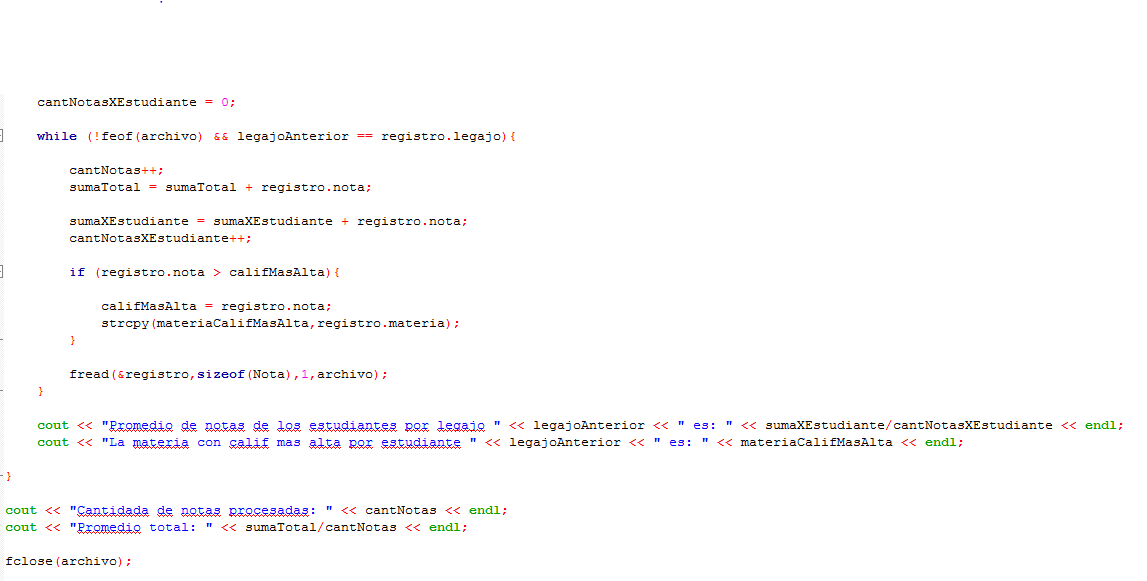 cantNotasXEstudiante = 0;
while (!feof(archivo) && legajoAnterior == registro.legajo){
cantNotas++;
sumaTotal = sumaTotal + registro.nota;
sumaXEstudiante = sumaXEstudiante + registro.nota;
cantNotasXEstudiante++;
if (registro.nota > califMasAlta){
califMasAlta = registro.nota;
strcpy(materiaCalifMasAlta,registro.materia);
}
fread(&registro,sizeof(Nota),1,archivo);
}
cout << "Promedio de notas de los estudiantes por legajo " << legajoAnterior << " es: " << sumaXEstudiante/cantNotasXEstudiante << endl;
cout << "La materia con calif mas alta por estudiante " << legajoAnterior << " es: " << materiaCalifMasAlta << endl;
}
cout << "Cantidada de notas procesadas: " << cantNotas << endl;
cout << "Promedio total: " << sumaTotal/cantNotas << endl;
fclose(archivo);